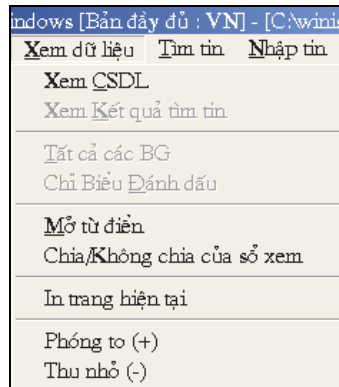 indows [Bản đầy đủ : VN] - [C:\winis
Xem dữ liệu Tìm tin Nhập tin
Xem CSDL
Xem Kết quả tìm tin
Tất cả các BG
Chỉ Biểu Đánh dấu
Mở từ điển
Chia/Không chia cửa sổ xem
In trang hiện tại
Phóng to (+)
Thu nhỏ (-)